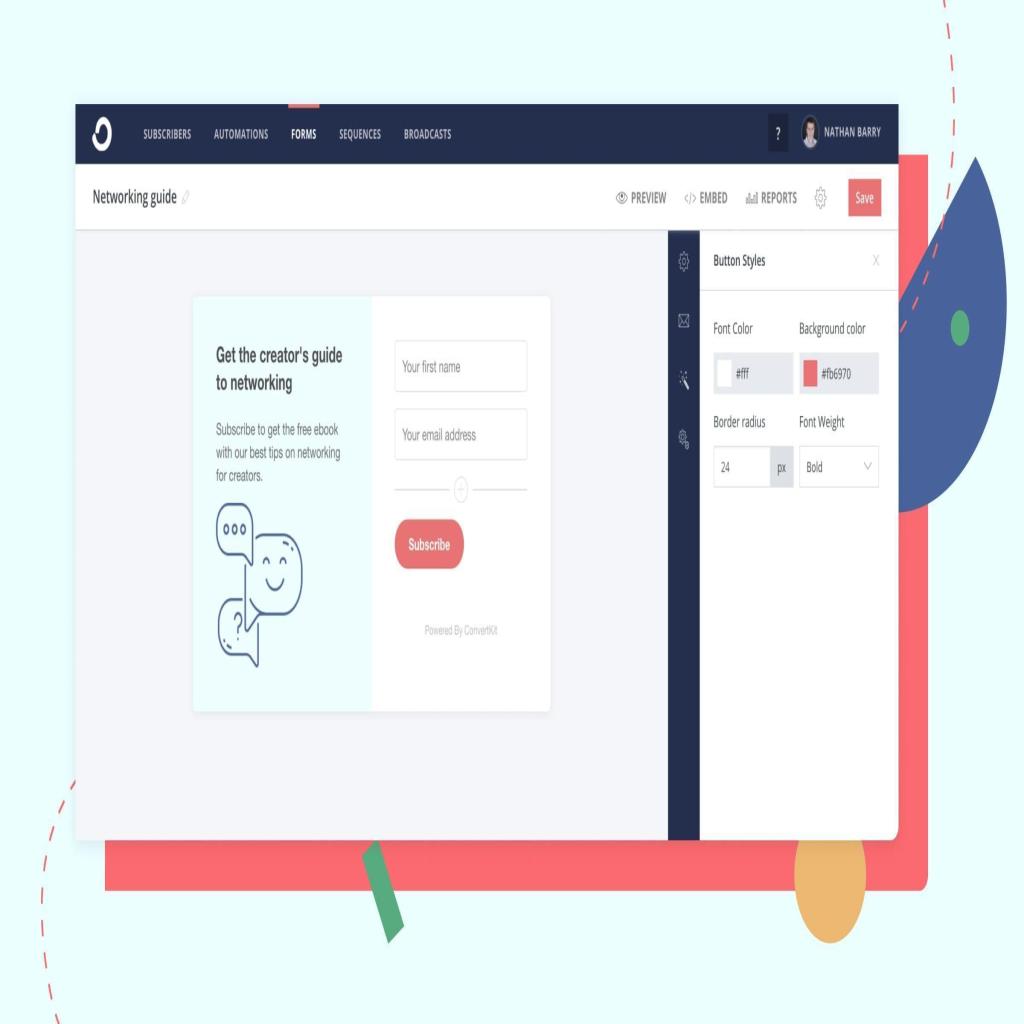 SUBSCRIBERS AUTOMATIONS FORMS SEQUENCES BROADCASTS ? NATHAN BARRY
Networking guide PREVIEW </> EMBED REPORTS Save
Button Styles X
Font Color Background color
#fff #fb6970
Border radius Font Weight
24 px Bold
Get the creator's guide
to networking
Subscribe to get the free ebook
with our best tips on networking
for creators.
?
Your first name
Your email address
Subscribe
Powered By ConvertKit